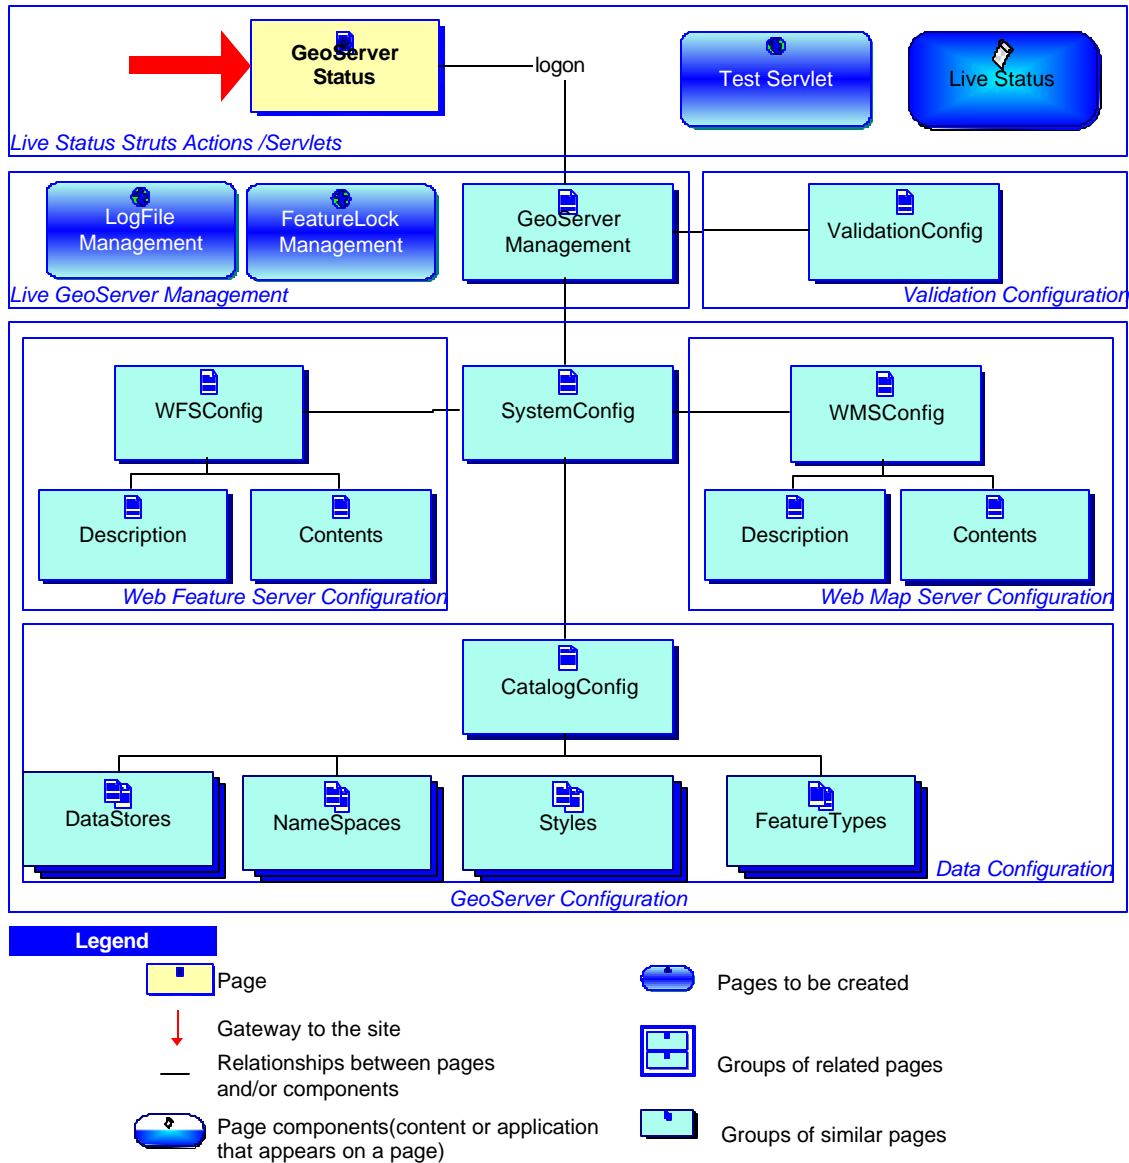 GeoServer
Status
logon
Test Servlet
Live Status
Live Status Struts Actions /Servlets
LogFile
Management
FeatureLock
Management
GeoServer
Management
ValidationConfig
Live GeoServer Management
Validation Configuration
WFSConfig
SystemConfig
WMSConfig
Description
Contents
Description
Contents
Web Feature Server Configuration
Web Map Server Configuration
CatalogConfig
DataStores
NameSpaces
Styles
FeatureTypes
Data Configuration
GeoServer Configuration
Legend
Page
Pages to be created
Gateway to the site
Relationships between pages
and/or components
Groups of related pages
Page components(content or application
that appears on a page)
Groups of similar pages